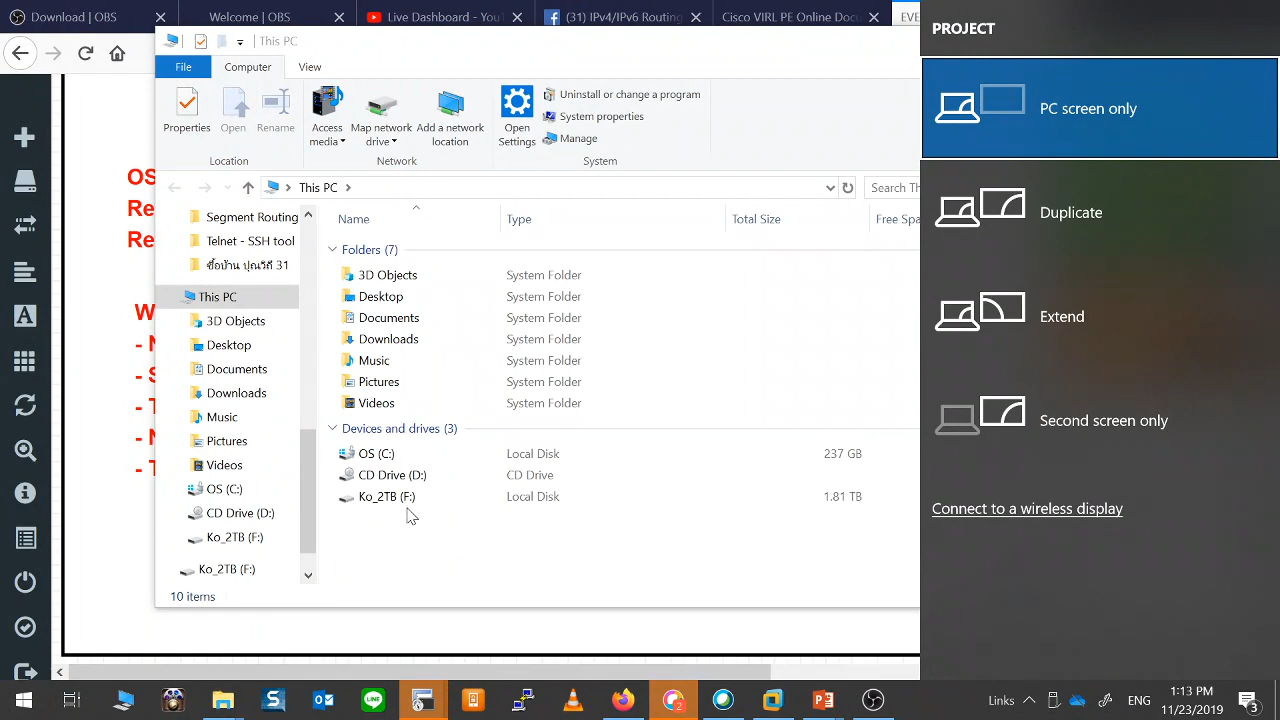 Download | OBS
Welcome | OBS
Live Dashboard - You
(31) IPv4/IPv6 Routing
Cisco VIRL PE Online Docu
EVE
This PC
File
Computer
View
Properties
Open
Rename
Access media
Map network drive
Add a network location
Open Settings
Uninstall or change a program
System properties
Manage
Location
Network
System
This PC
Search Th
OS
Re
Re
W
- N
- S
- T
- N
- T
Segment Routing
Telnet - SSH tool
ซื้อบ้าน ปุณวิถี 31
This PC
3D Objects
Desktop
Documents
Downloads
Music
Pictures
Videos
OS (C:)
CD Drive (D:)
Ko_2TB (F:)
Ko_2TB (F:)
Name
Type
Total Size
Free Spa
Folders (7)
3D Objects System Folder
Desktop System Folder
Documents System Folder
Downloads System Folder
Music System Folder
Pictures System Folder
Videos System Folder
Devices and drives (3)
OS (C:) Local Disk 237 GB
CD Drive (D:) CD Drive
Ko_2TB (F:) Local Disk 1.81 TB
10 items
PROJECT
PC screen only
Duplicate
Extend
Second screen only
Connect to a wireless display
Links
ENG
1:13 PM
11/23/2019
3
2